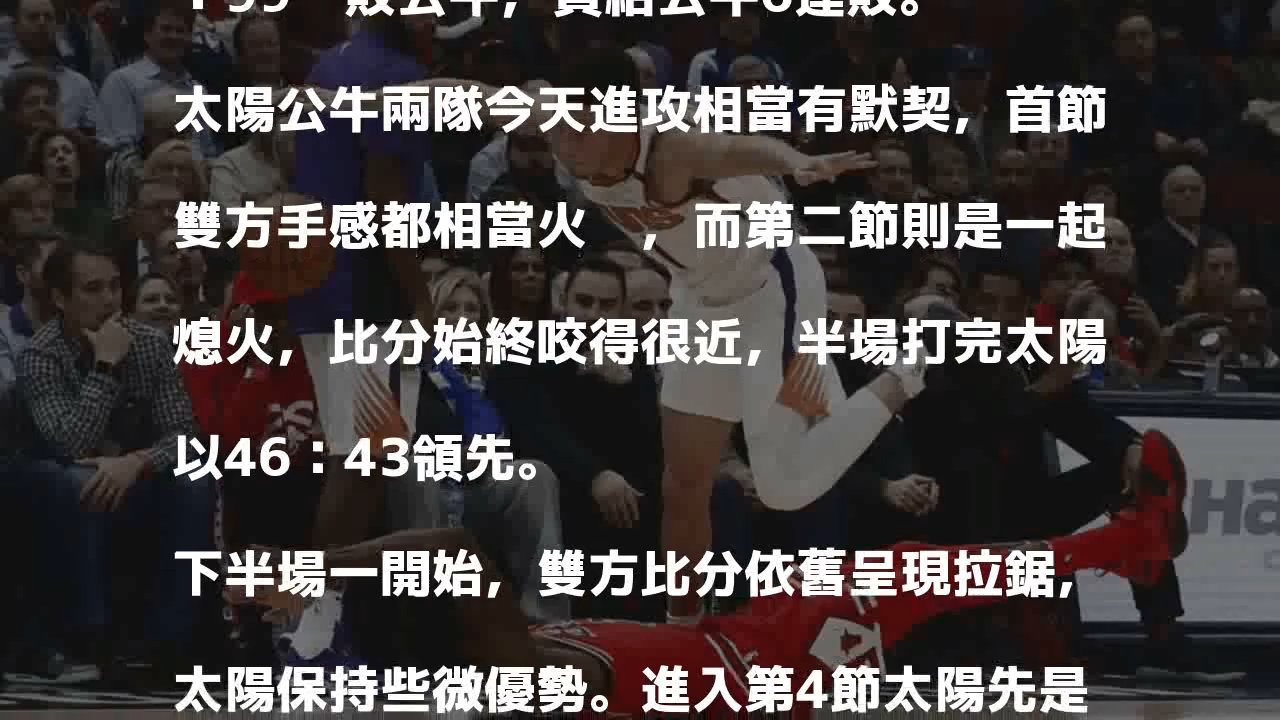 太陽公牛兩隊今天進攻相當有默契，首節
雙方手感都相當火　，而第二節則是一起
熄火，比分始終咬得很近，半場打完太陽
以46：43領先。
下半場一開始，雙方比分依舊呈現拉鋸，
太陽保持些微優勢。進入第4節太陽先是